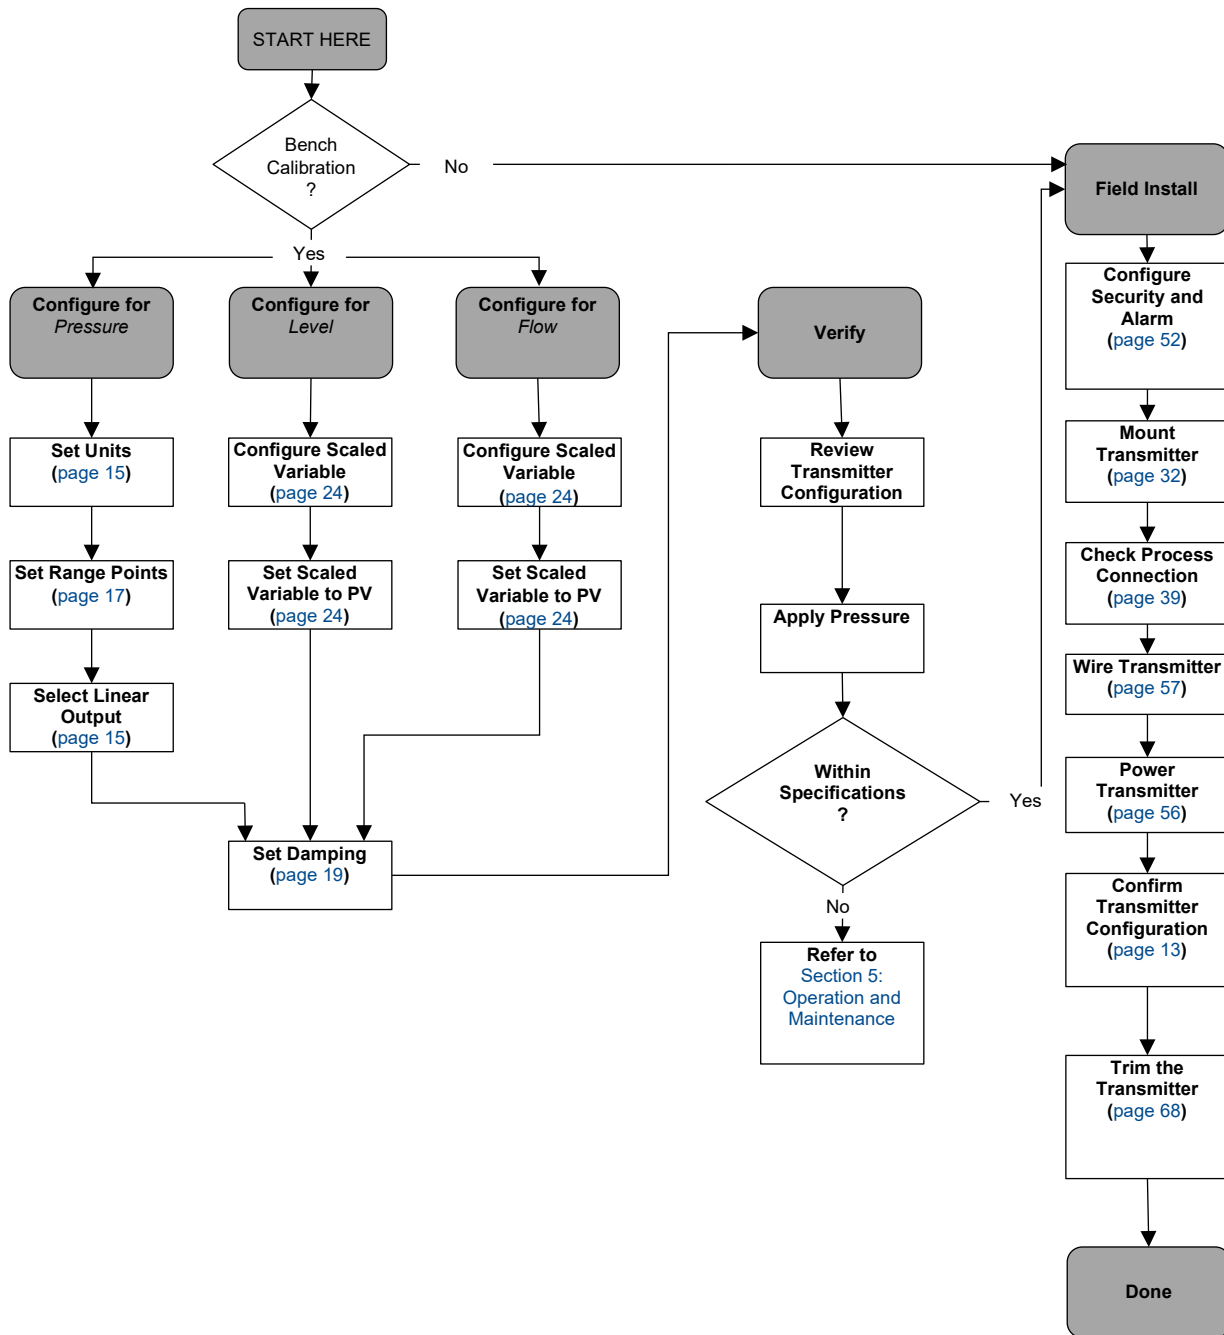 START HERE
Bench
Calibration
?
No
Yes
Configure for
Pressure
Configure for
Level
Configure for
Flow
Set Units
(page 15)
Configure Scaled
Variable
(page 24)
Configure Scaled
Variable
(page 24)
Set Range Points
(page 17)
Set Scaled
Variable to PV
(page 24)
Set Scaled
Variable to PV
(page 24)
Select Linear
Output
(page 15)
Set Damping
(page 19)
Verify
Review
Transmitter
Configuration
Apply Pressure
Within
Specifications
?
Yes
No
Refer to
Section 5:
Operation and
Maintenance
Field Install
Configure
Security and
Alarm
(page 52)
Mount
Transmitter
(page 32)
Check Process
Connection
(page 39)
Wire Transmitter
(page 57)
Power
Transmitter
(page 56)
Confirm
Transmitter
Configuration
(page 13)
Trim the
Transmitter
(page 68)
Done